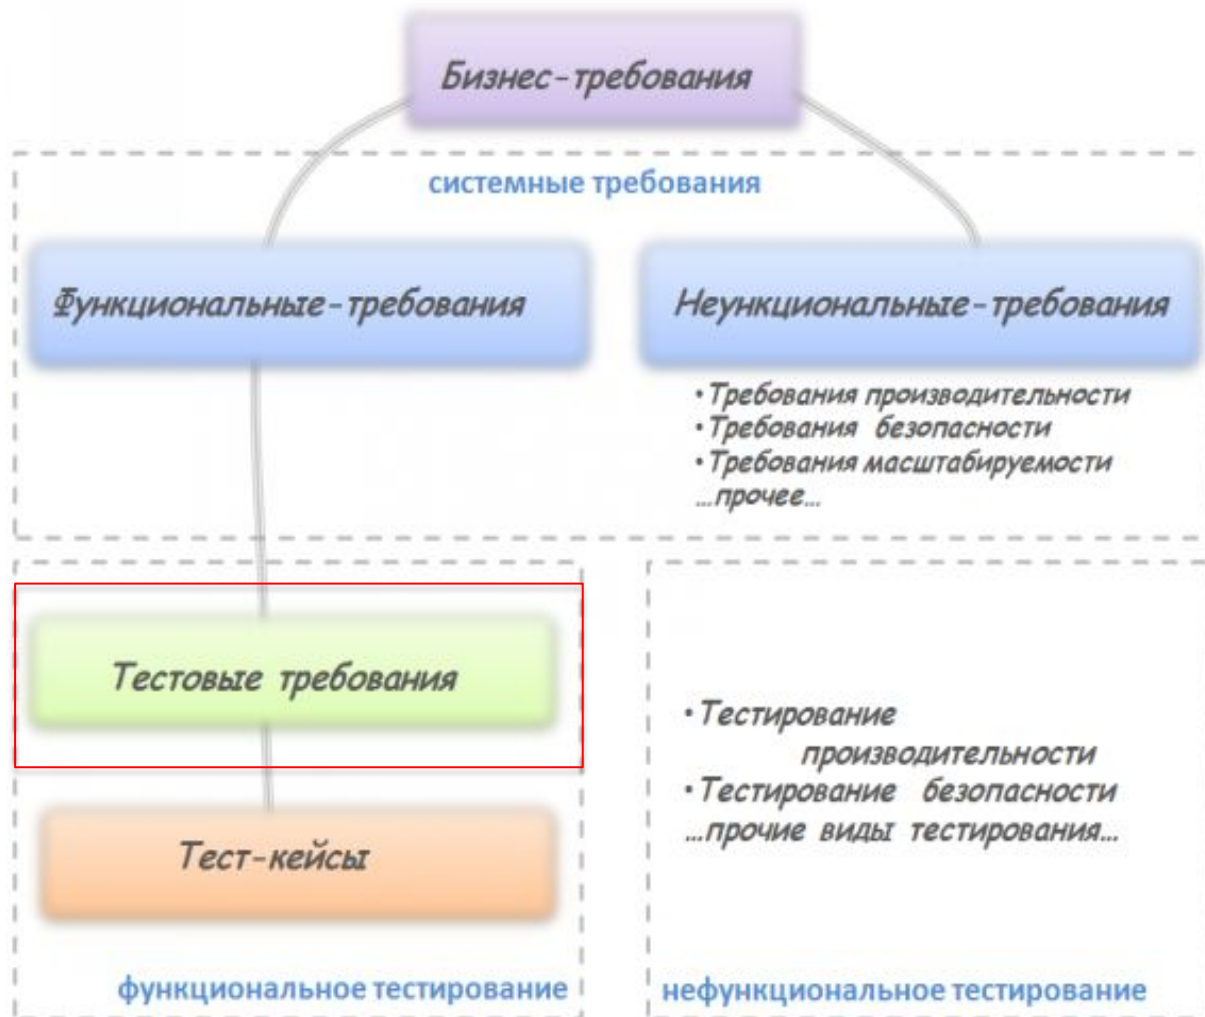 Бизнес-требования
системные требования
Функциональные-требования
Неункциональные-требования
•Требования производительности
•Требования безопасности
•Требования масштабируемости
...прочее...
Тестовые требования
Тест-кейсы
функциональное тестирование
•Тестирование
производительности
•Тестирование безопасности
...прочие виды тестирования...
нефункциональное тестирование